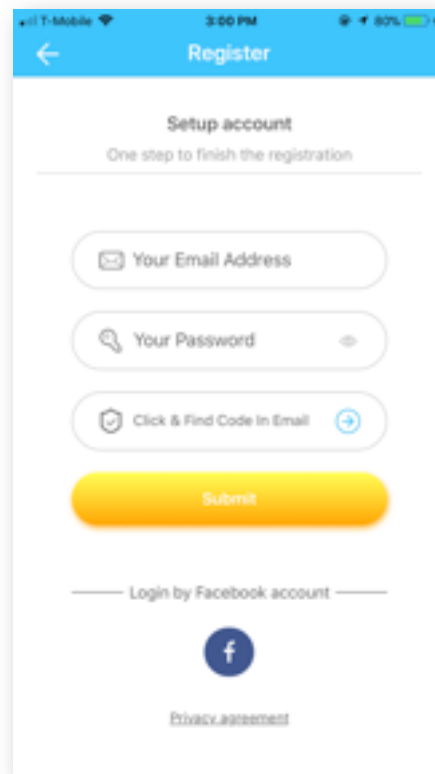 T-Mobile 3:00 PM 80%
Register
Setup account
One step to finish the registration
Your Email Address
Your Password
Click & Find Code In Email
Submit
Login by Facebook account
f
Privacy agreement